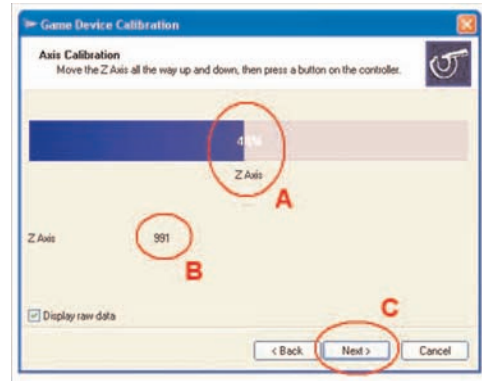 Game Device Calibration
Axis Calibration
Move the Z Axis all the way up and down, then press a button on the controller.
Z Axis
A
Z Axis
991
B
Display raw data
C
< Back
Next >
Cancel